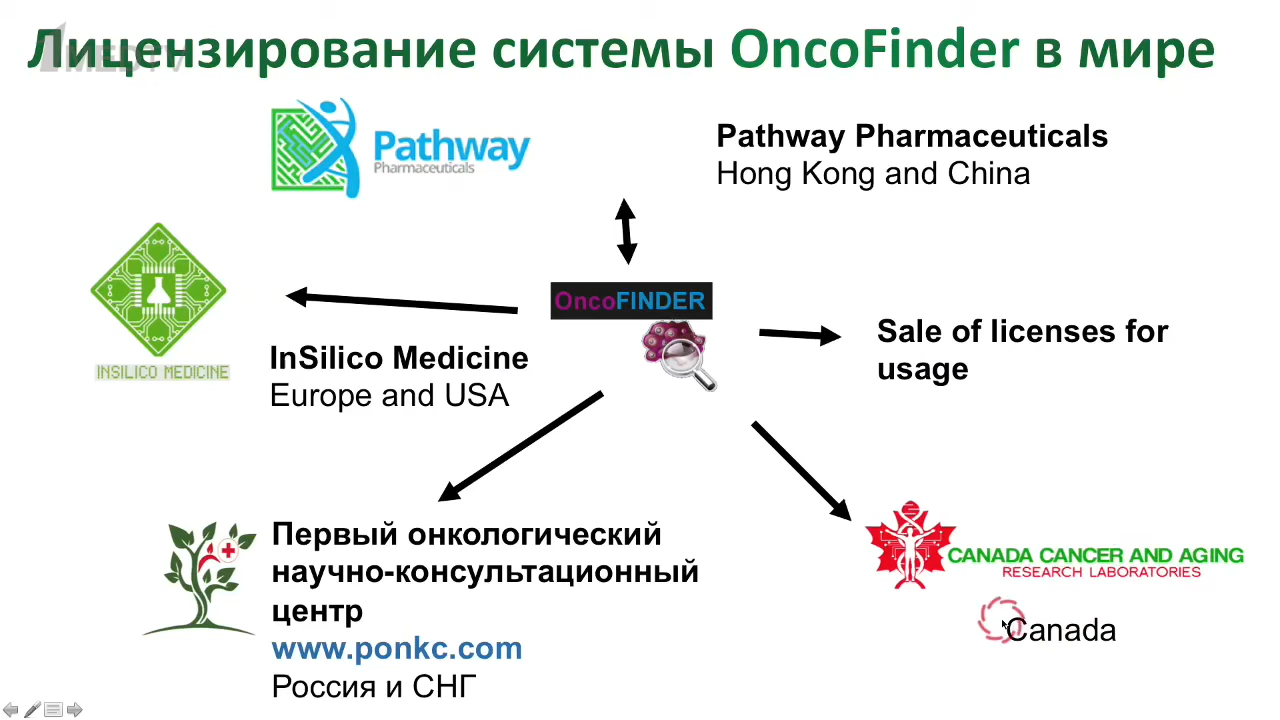 Лицензирование системы OncoFinder в мире
1MEDTV
Pathway
Pharmaceuticals
Pathway Pharmaceuticals
Hong Kong and China
OncoFINDER
INSILICO MEDICINE
InSilico Medicine
Europe and USA
Sale of licenses for
usage
Первый онкологический
научно-консультационный
центр
www.ponkc.com
Россия и СНГ
CANADA CANCER AND AGING
RESEARCH LABORATORIES
Canada